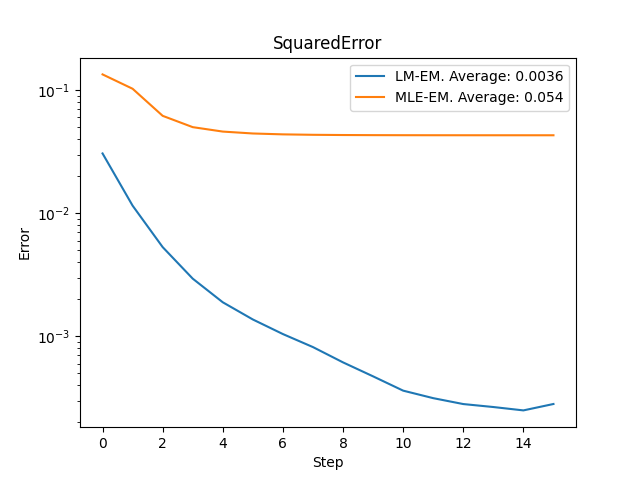 SquaredError
LM-EM. Average: 0.0036
MLE-EM. Average: 0.054
10⁻¹
10⁻²
10⁻³
Error
0 2 4 6 8 10 12 14
Step